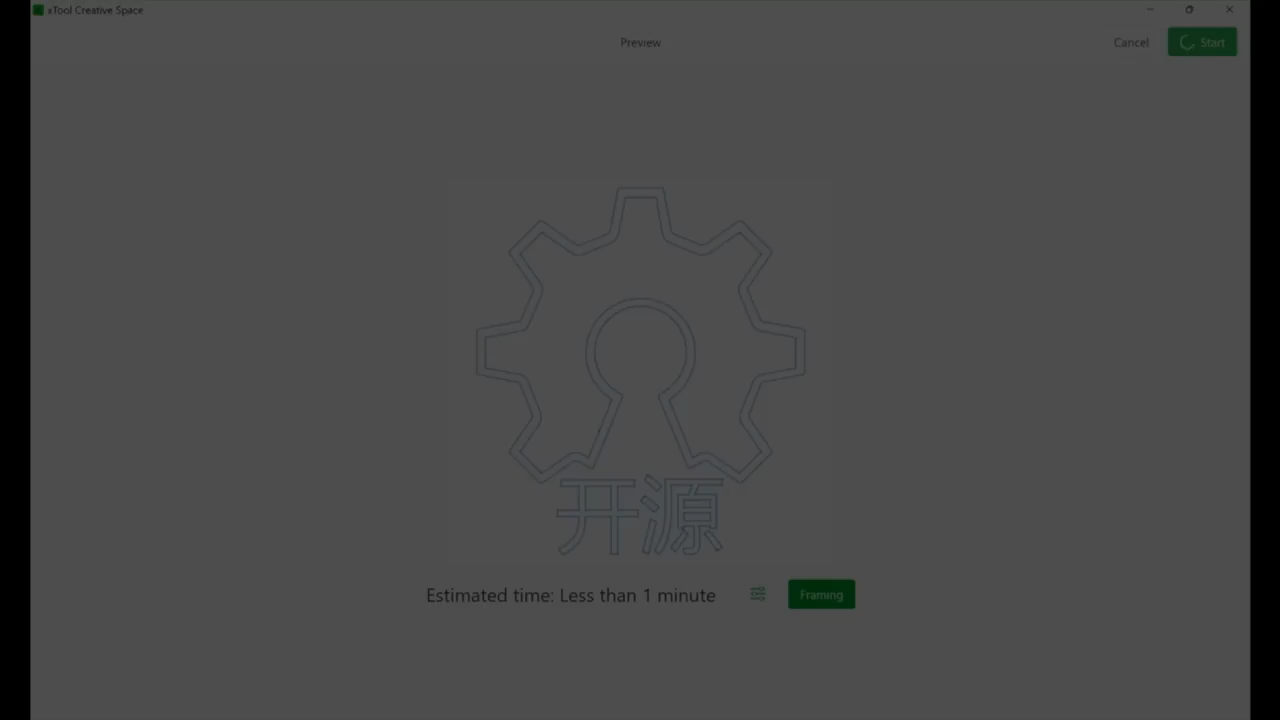 xTool Creative Space
Preview
Cancel
Start
开源
Estimated time: Less than 1 minute
Framing